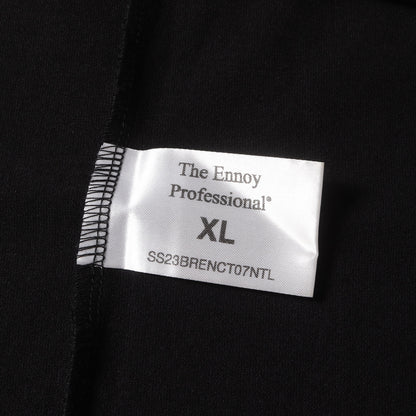 The Ennoy
Professional®
XL
SS23BRENCT07NTL